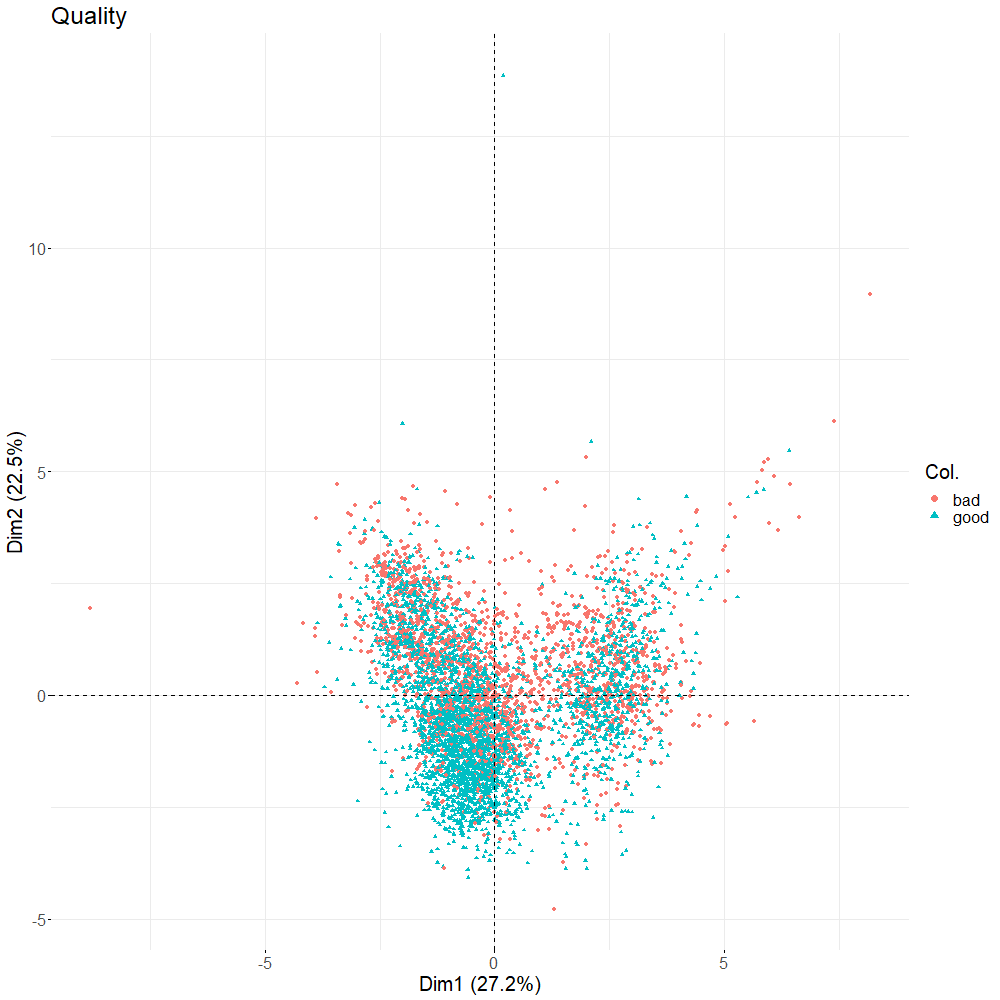 Quality
10
5
0
-5
-5
0
5
Dim1 (27.2%)
Dim2 (22.5%)
Col.
bad
good